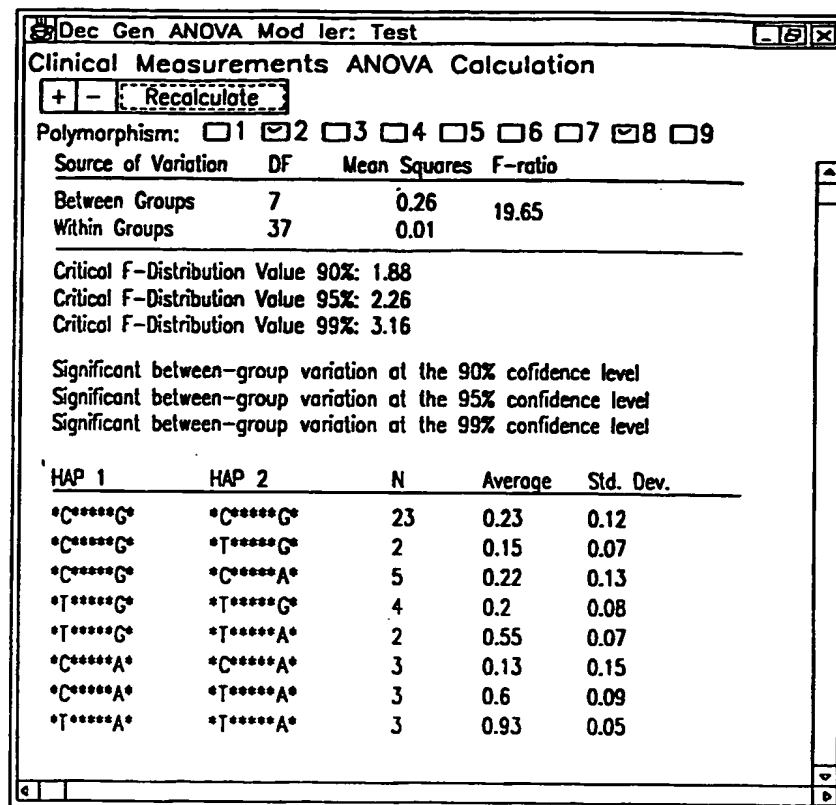 Dec Gen ANOVA Mod ler: Test
Clinical Measurements ANOVA Calculation
+ - Recalculate
Polymorphism: 1 2 3 4 5 6 7 8 9
Source of Variation DF Mean Squares F-ratio
Between Groups 7 0.26 19.65
Within Groups 37 0.01
Critical F-Distribution Value 90%: 1.88
Critical F-Distribution Value 95%: 2.26
Critical F-Distribution Value 99%: 3.16
Significant between-group variation at the 90% cofidence level
Significant between-group variation at the 95% confidence level
Significant between-group variation at the 99% confidence level
HAP 1 HAP 2 N Average Std. Dev.
*C*****G* *C*****G* 23 0.23 0.12
*C*****G* *T*****G* 2 0.15 0.07
*C*****G* *C*****A* 5 0.22 0.13
*T*****G* *T*****G* 4 0.2 0.08
*T*****G* *T*****A* 2 0.55 0.07
*C*****A* *C*****A* 3 0.13 0.15
*C*****A* *T*****A* 3 0.6 0.09
*T*****A* *T*****A* 3 0.93 0.05